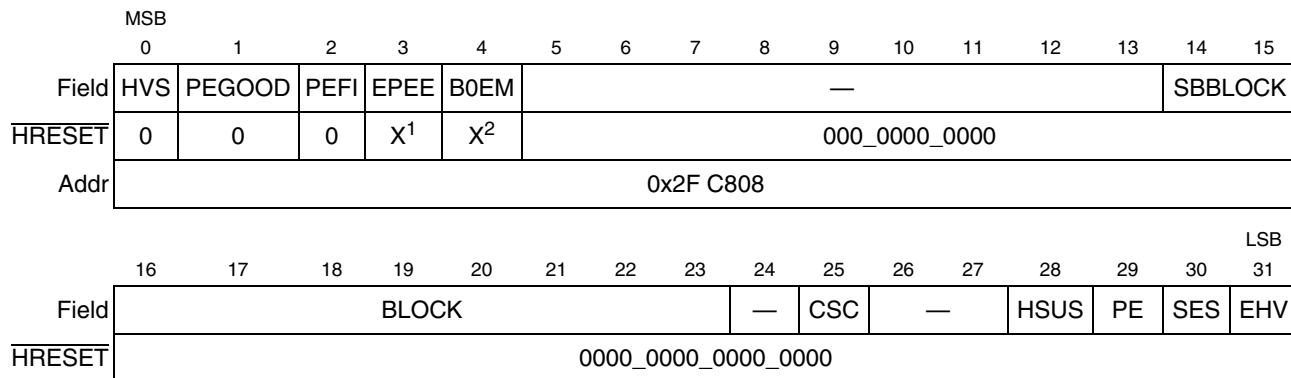 MSB
0 1 2 3 4 5 6 7 8 9 10 11 12 13 14 15
Field HVS PEGOOD PEFI EPEE B0EM — SBBLOCK
HRESET 0 0 0 X1 X2 000_0000_0000
Addr 0x2F C808
LSB
16 17 18 19 20 21 22 23 24 25 26 27 28 29 30 31
Field BLOCK — CSC — HSUS PE SES EHV
HRESET 0000_0000_0000_0000